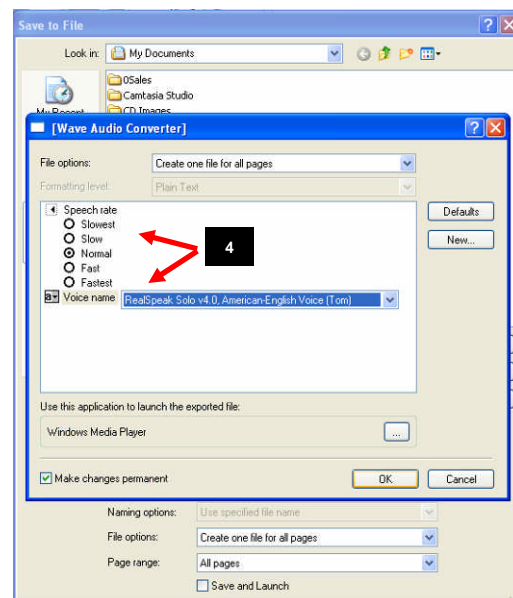 Save to File
Look in: My Documents
0Sales
Camtasia Studio
CD Images
My Recent
[Wave Audio Converter]
File options: Create one file for all pages
Formatting level: Plain Text
Speech rate
Slowest
Slow
Normal
Fast
Fastest
Voice name RealSpeak Solo v4.0, American-English Voice (Tom)
4
Defaults
New...
Use this application to launch the exported file:
Windows Media Player ...
Make changes permanent OK Cancel
Naming options: Use specified file name
File options: Create one file for all pages
Page range: All pages
Save and Launch